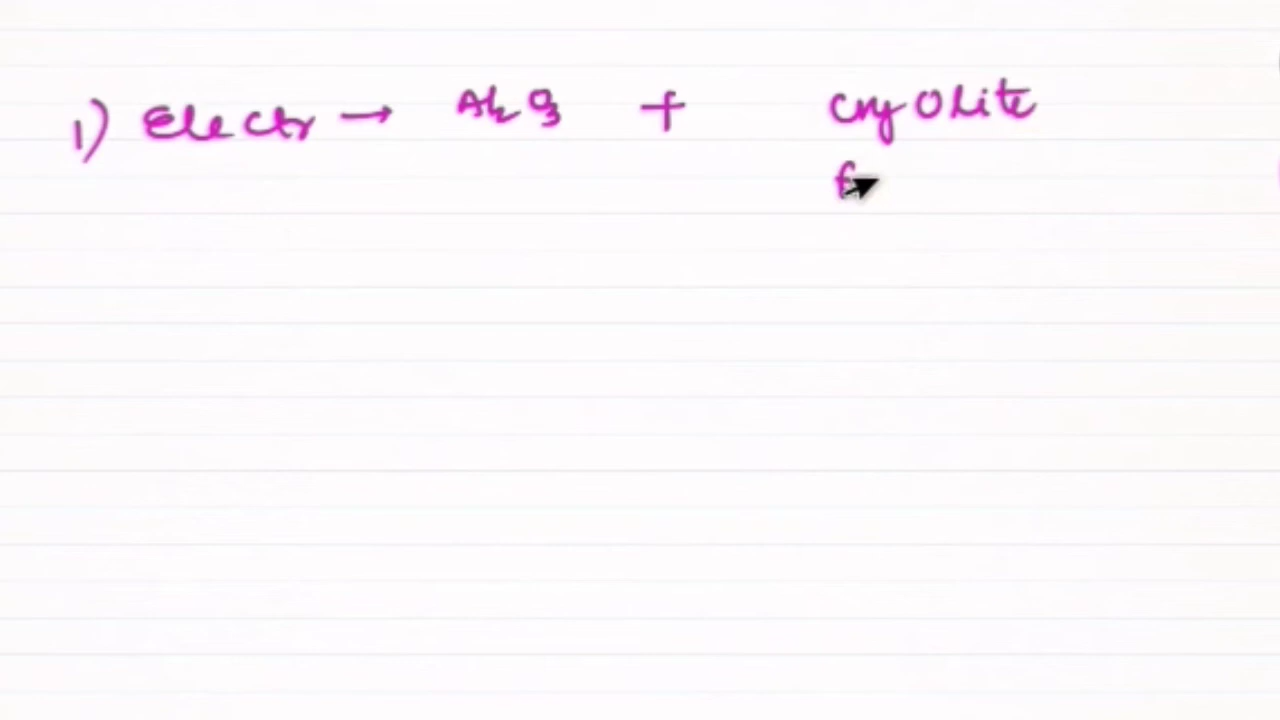 1) Electr → Al₂O₃ + CryOlite
f